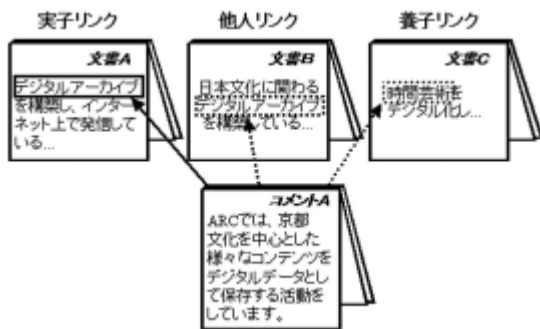 実子リンク
他人リンク
養子リンク
文書A
デジタルアーカイブ
を構築し、インター
ネット上で発信して
いる...
文書B
日本文化に関わる
デジタルアーカイブ
を構築している...
文書C
時間芸術を
デジタル化し...
コメントA
ARCでは、京都
文化を中心とした
様々なコンテンツを
デジタルデータとし
て保存する活動を
しています。